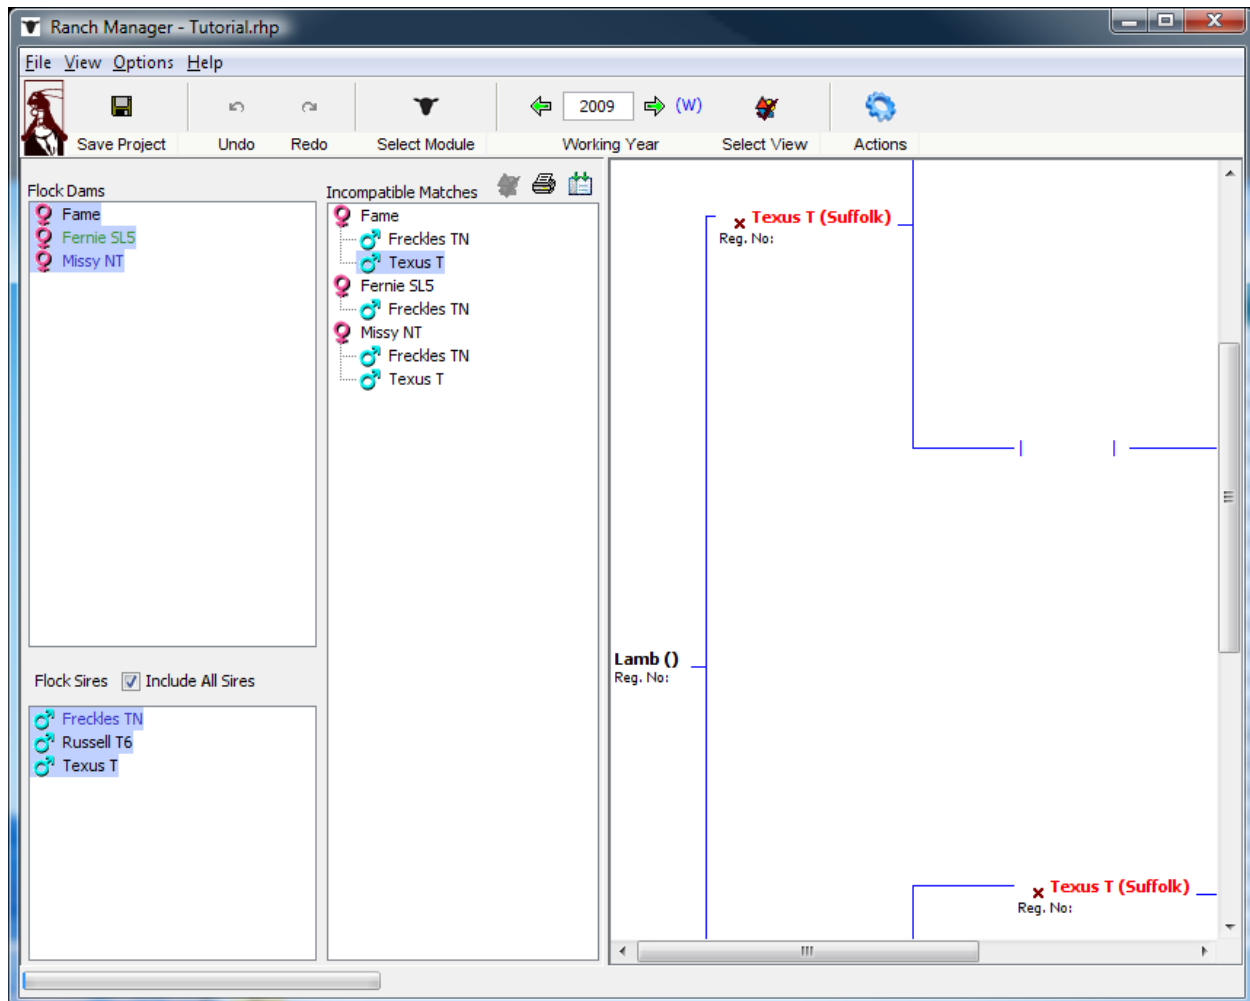 Ranch Manager - Tutorial.rhp
File View Options Help
2009 (W)
Save Project Undo Redo Select Module Working Year Select View Actions
Flock Dams
Fame
Fernie SL5
Missy NT
Flock Sires Include All Sires
Freckles TN
Russell T6
Texus T
Incompatible Matches
Fame
Freckles TN
Texus T
Fernie SL5
Freckles TN
Missy NT
Freckles TN
Texus T
Texus T (Suffolk)
Reg. No:
Lamb ()
Reg. No:
Texus T (Suffolk)
Reg. No: